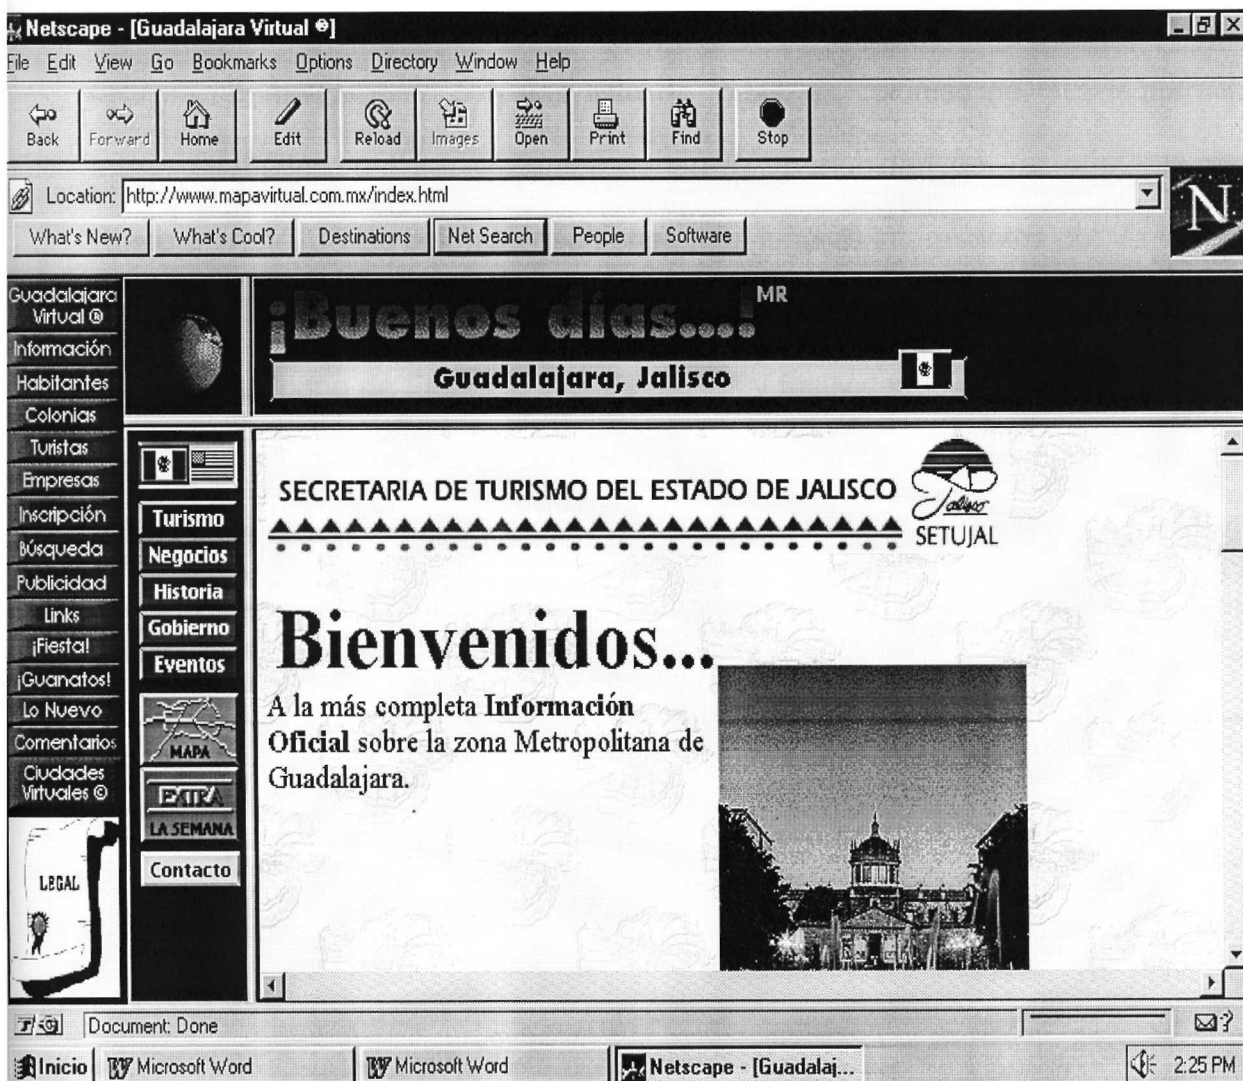 Netscape - [Guadalajara Virtual ®]
File Edit View Go Bookmarks Options Directory Window Help
Back Forward Home Edit Reload Images Open Print Find Stop
Location: http://www.mapavirtual.com.mx/index.html
N
What's New? What's Cool? Destinations Net Search People Software
Guadalajara
Virtual ®
Información
Habitantes
Colonias
Turistas
Empresas
Inscripción
Búsqueda
Publicidad
Links
¡Fiesta!
¡Guanatos!
Lo Nuevo
Comentarios
Ciudades
Virtuales ©
LEGAL
¡Buenos días...! MR
Guadalajara, Jalisco
Turismo
Negocios
Historia
Gobierno
Eventos
MAPA
EXTRA
LA SEMANA
Contacto
SECRETARIA DE TURISMO DEL ESTADO DE JALISCO
Jalisco
SETUJAL
Bienvenidos...
A la más completa Información
Oficial sobre la zona Metropolitana de
Guadalajara.
Document: Done
?
Inicio Microsoft Word Microsoft Word Netscape - [Guadalaj... 2:25 PM